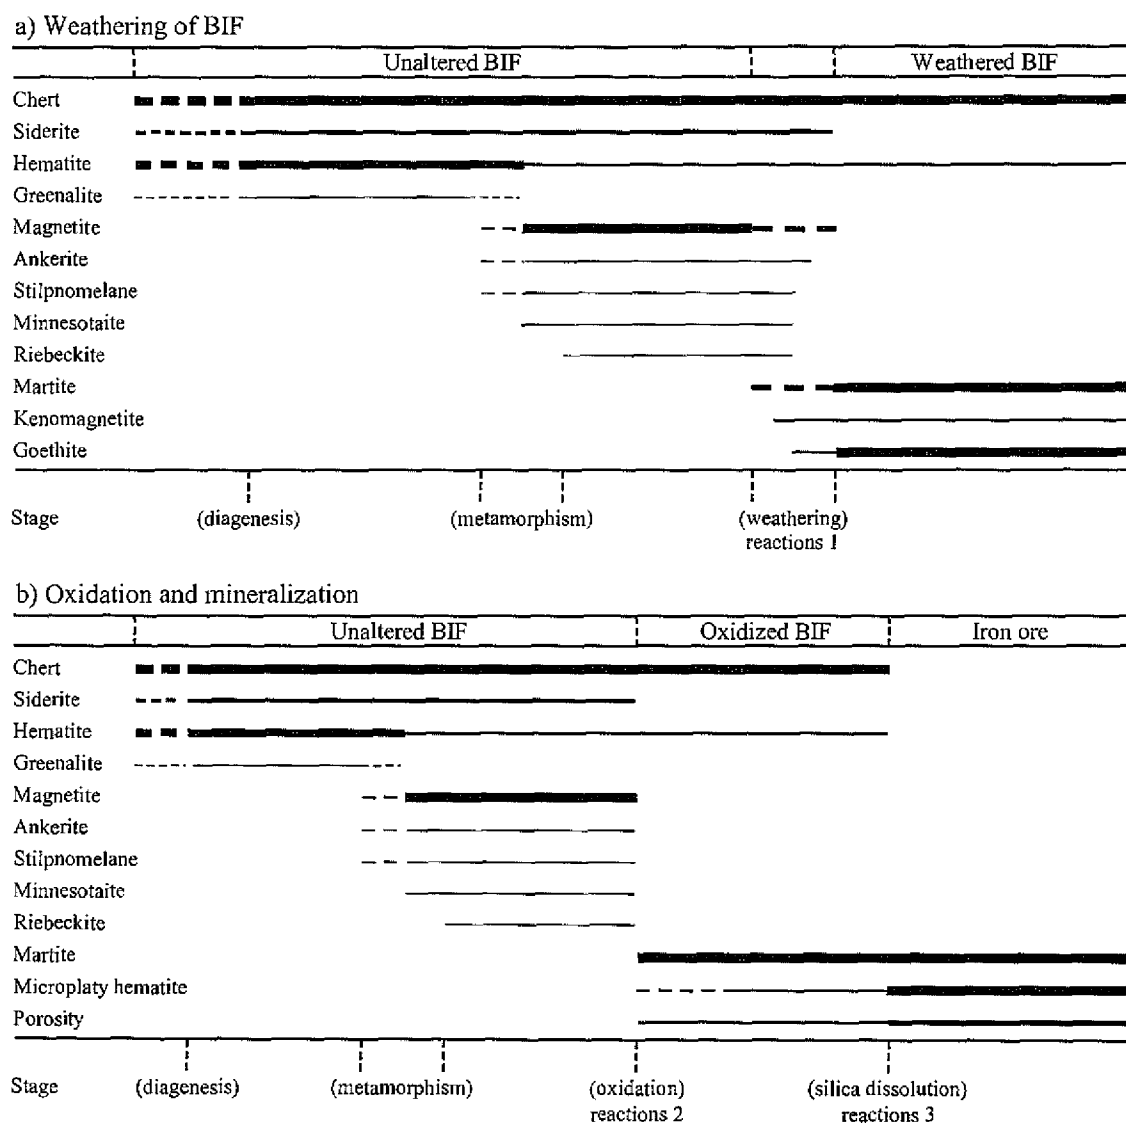 a) Weathering of BIF
Unaltered BIF Weathered BIF
Chert
Siderite
Hematite
Greenalite
Magnetite
Ankerite
Stilpnomelane
Minnesotaite
Riebeckite
Martite
Kenomagnetite
Goethite
Stage (diagenesis) (metamorphism) (weathering)
reactions 1
b) Oxidation and mineralization
Unaltered BIF Oxidized BIF Iron ore
Chert
Siderite
Hematite
Greenalite
Magnetite
Ankerite
Stilpnomelane
Minnesotaite
Riebeckite
Martite
Microplaty hematite
Porosity
Stage (diagenesis) (metamorphism) (oxidation) (silica dissolution)
reactions 2 reactions 3